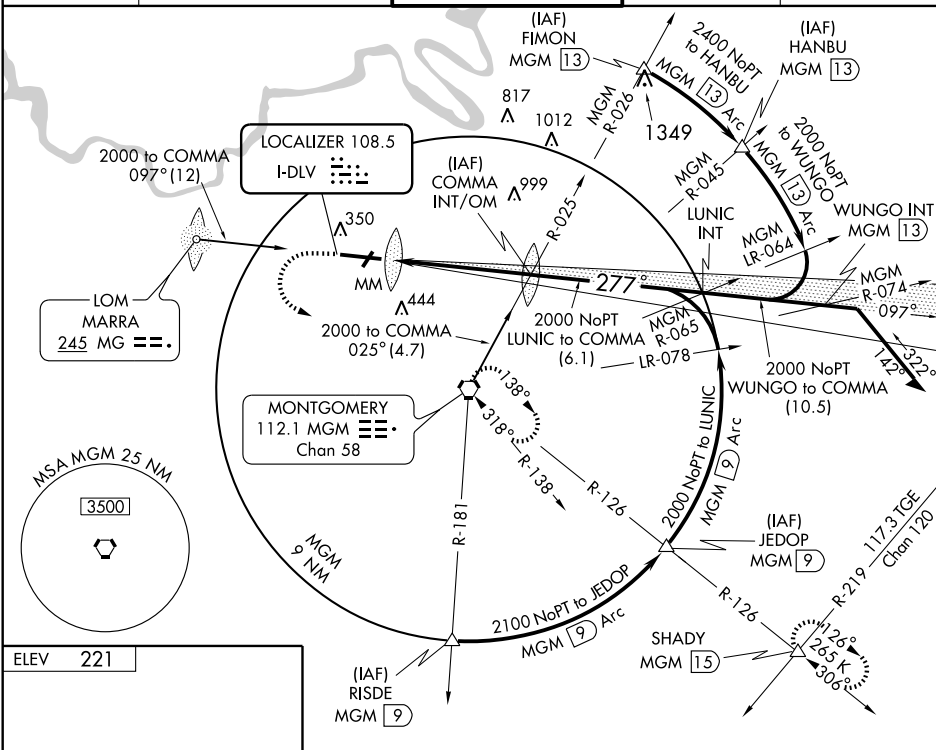 (IAF)
FIMON
MGM 13
2400 NoPT
to HANBU
MGM 13 Arc
(IAF)
HANBU
MGM 13
817
1012
MGM
R-026
1349
2000 NoPT
to WUNGO
MGM 13 Arc
LOCALIZER 108.5
I-DLV
2000 to COMMA
097° (12)
(IAF)
COMMA
INT/OM
999
R-025
MGM
R-045
LUNIC
INT
MGM
LR-064
WUNGO INT
MGM 13
350
MM
277°
MGM
R-074
097°
LOM
MARRA
245 MG
444
2000 to COMMA
025° (4.7)
2000 NoPT
LUNIC to COMMA
(6.1)
MGM
R-065
LR-078
2000 NoPT
WUNGO to COMMA
(10.5)
142°
322°
MONTGOMERY
112.1 MGM
Chan 58
138°
318°
R-138
R-126
2000 NoPT to LUNIC
MGM 9 Arc
MSA MGM 25 NM
3500
R-181
MGM
9 NM
(IAF)
JEDOP
MGM 9
117.3 TGE
Chan 120
R-219
2100 NoPT to JEDOP
MGM 9 Arc
R-126
SHADY
MGM 15
126°
265 K
306°
(IAF)
RISDE
MGM 9
ELEV 221